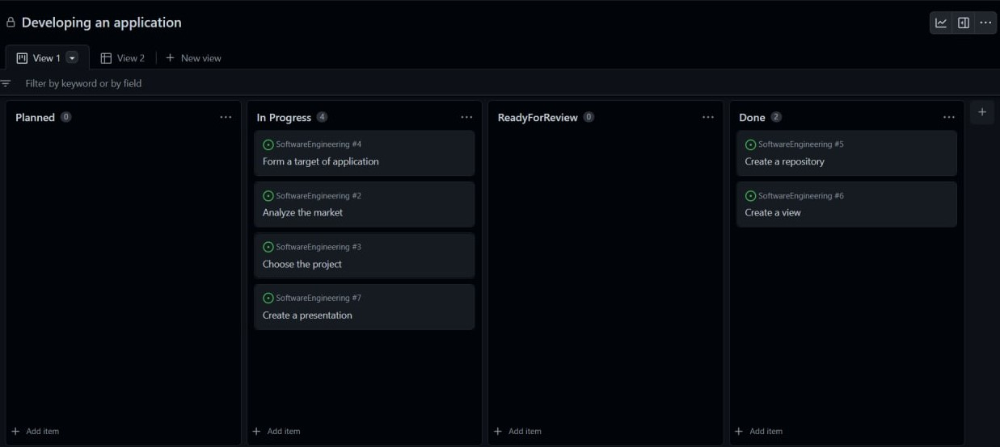 Developing an application
View 1
View 2
New view
Filter by keyword or by field
Planned 0
In Progress 4
SoftwareEngineering #4
Form a target of application
SoftwareEngineering #2
Analyze the market
SoftwareEngineering #3
Choose the project
SoftwareEngineering #7
Create a presentation
ReadyForReview 0
Done 2
SoftwareEngineering #5
Create a repository
SoftwareEngineering #6
Create a view
+ Add item
+ Add item
+ Add item
+ Add item